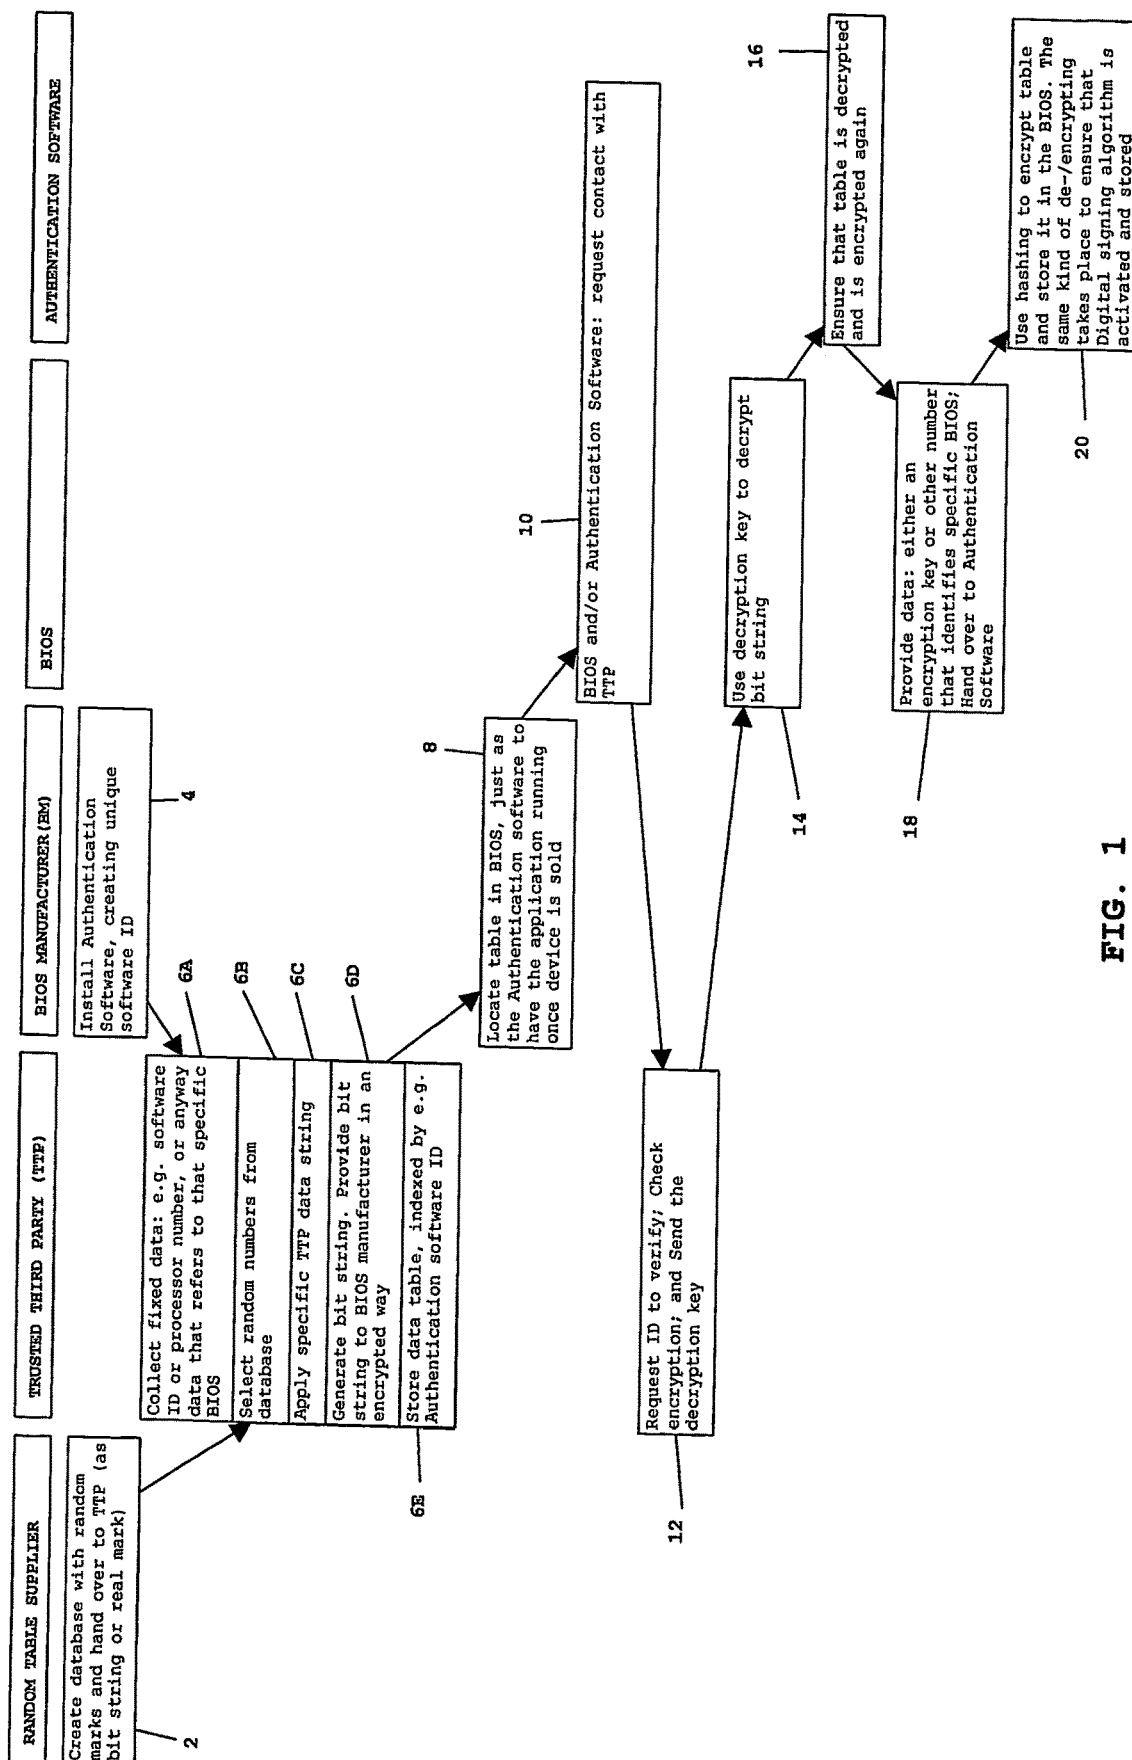 RANDOM TABLE SUPPLIER
TRUSTED THIRD PARTY (TTP)
BIOS MANUFACTURER(BM)
BIOS
AUTHENTICATION SOFTWARE
Create database with random
marks and hand over to TTP (as
bit string or real mark)
2
Install Authentication
Software, creating unique
software ID
4
Collect fixed data: e.g. software
ID or processor number, or anyway
data that refers to that specific
BIOS
6A
Select random numbers from
database
6B
Apply specific TTP data string
6C
Generate bit string. Provide bit
string to BIOS manufacturer in an
encrypted way
6D
Store data table, indexed by e.g.
Authentication software ID
6E
Locate table in BIOS, just as
the Authentication software to
have the application running
once device is sold
8
BIOS and/or Authentication Software: request contact with
TTP
10
Request ID to verify; Check
encryption; and Send the
decryption key
12
Use decryption key to decrypt
bit string
14
Ensure that table is decrypted
and is encrypted again
16
Provide data: either an
encryption key or other number
that identifies specific BIOS;
Hand over to Authentication
Software
18
Use hashing to encrypt table
and store it in the BIOS. The
same kind of de-/encrypting
takes place to ensure that
Digital signing algorithm is
activated and stored
20
FIG. 1